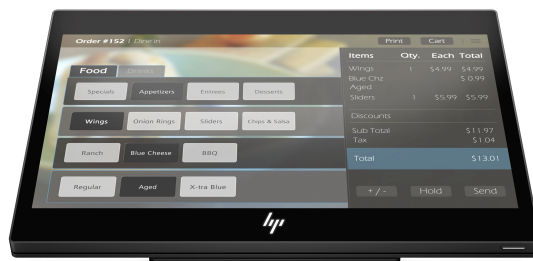 Order #152 | Dine in
Print
Cart
Food
Drinks
Specials
Appetizers
Entrees
Desserts
Wings
Onion Rings
Sliders
Chips & Salsa
Ranch
Blue Cheese
BBQ
Regular
Aged
X-tra Blue
Items Qty. Each Total
Wings 1 $4.99 $4.99
Blue Chz $0.99
Aged
Sliders 1 $5.99 $5.99
Discounts
Sub Total $11.97
Tax $1.04
Total $13.01
+/-
Hold
Send
hp